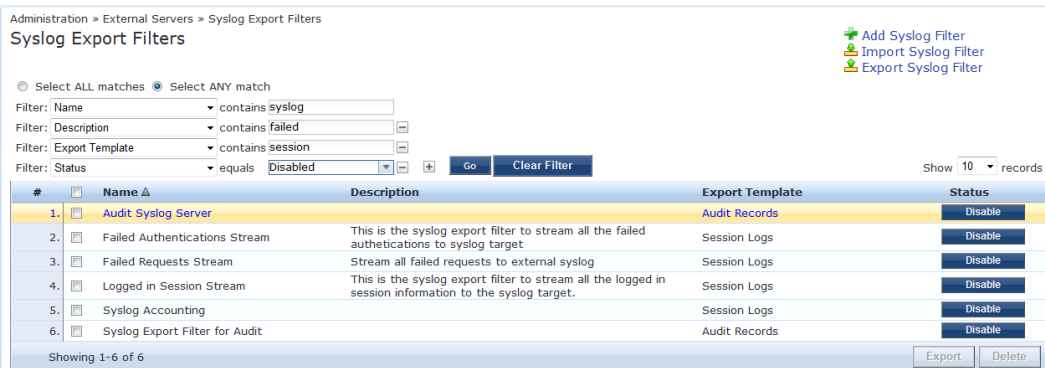 Administration » External Servers » Syslog Export Filters
Syslog Export Filters
Add Syslog Filter
Import Syslog Filter
Export Syslog Filter
Select ALL matches Select ANY match
Filter: Name contains syslog
Filter: Description contains failed
Filter: Export Template contains session
Filter: Status equals Disabled Go Clear Filter Show 10 records
# Name Description Export Template Status
1. Audit Syslog Server Audit Records Disable
2. Failed Authentications Stream This is the syslog export filter to stream all the failed
authetications to syslog target Session Logs Disable
3. Failed Requests Stream Stream all failed requests to external syslog Session Logs Disable
4. Logged in Session Stream This is the syslog export filter to stream all the logged in
session information to the syslog target. Session Logs Disable
5. Syslog Accounting Session Logs Disable
6. Syslog Export Filter for Audit Audit Records Disable
Showing 1-6 of 6 Export Delete